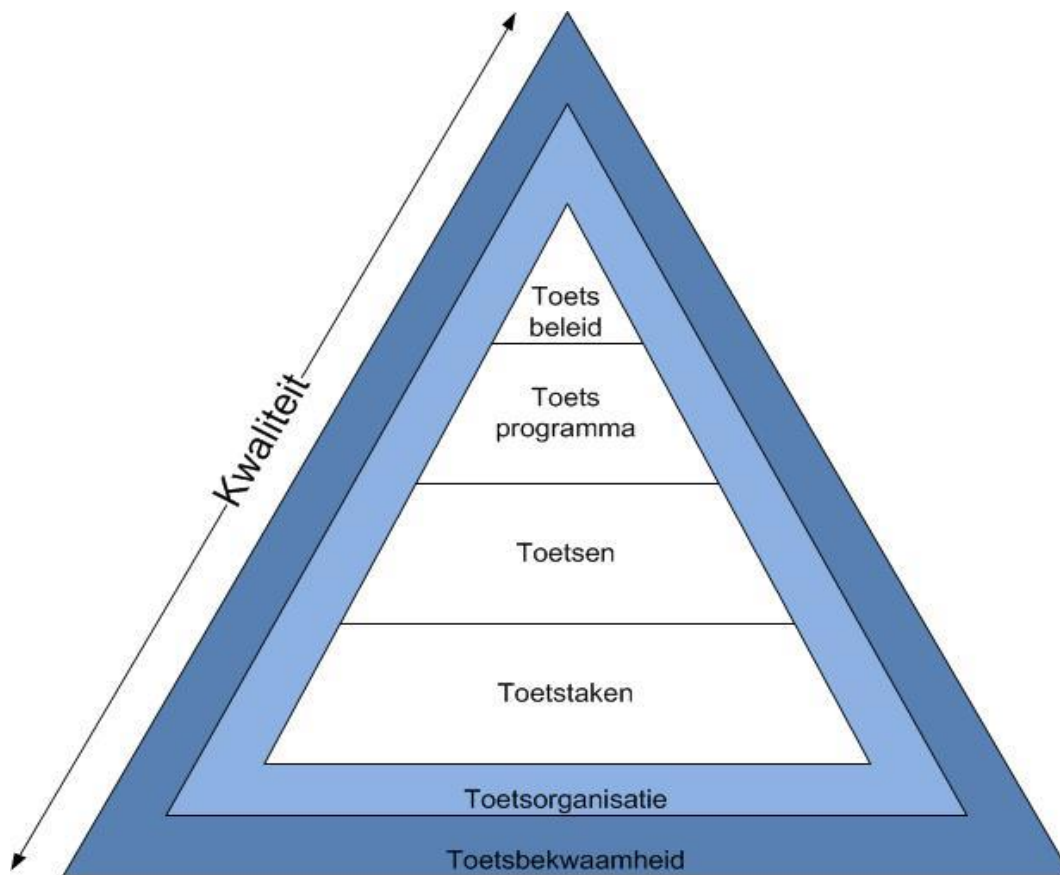 Kwaliteit
Toets
beleid
Toets
programma
Toetsen
Toetstaken
Toetsorganisatie
Toetsbekwaamheid